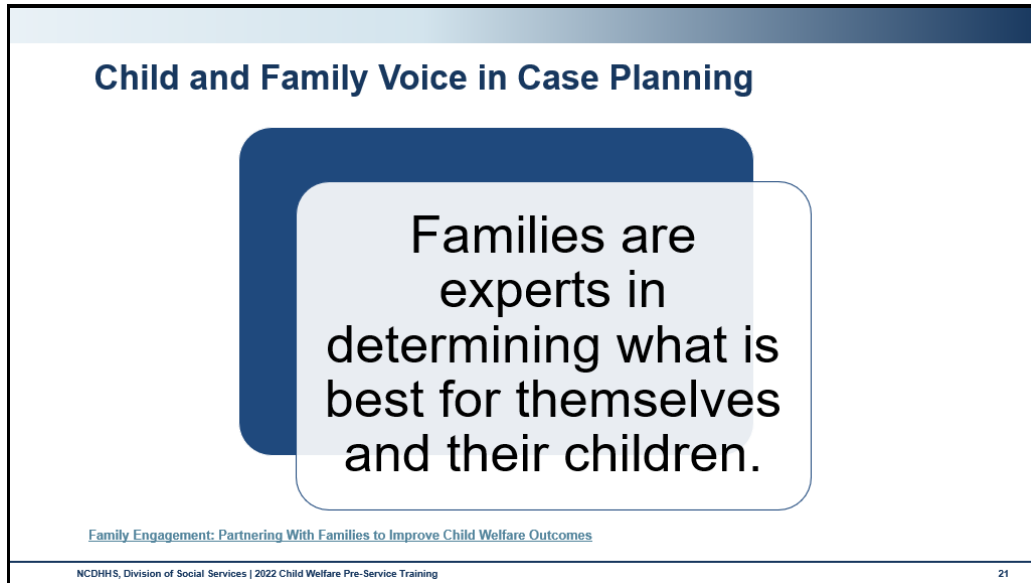 Child and Family Voice in Case Planning
Families are
experts in
determining what is
best for themselves
and their children.
Family Engagement: Partnering With Families to Improve Child Welfare Outcomes
NCDHHS, Division of Social Services | 2022 Child Welfare Pre-Service Training
21